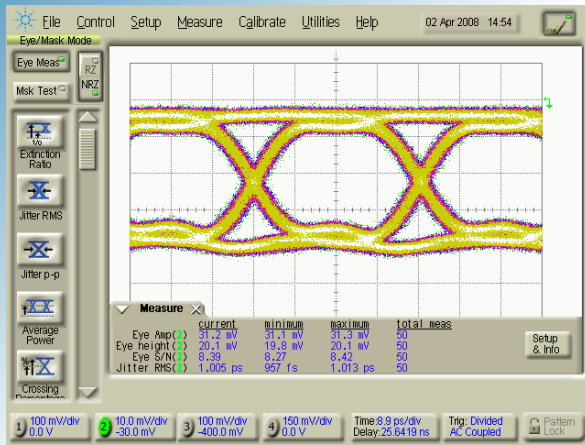 File Control Setup Measure Calibrate Utilities Help 02 Apr 2008 14:54
Eye/Mask Mode
Eye Meas
RZ
NRZ
Msk Test
Extinction
Ratio
Jitter RMS
Jitter p-p
Average
Power
Crossing
Measure
current minimum maximum total meas
Eye Amp(2) 31.2 mV 31.1 mV 31.3 mV 50
Eye height(2) 20.1 mV 19.8 mV 20.1 mV 50
Eye S/N(2) 8.39 8.27 8.42 50
Jitter RMS(2) 1.005 ps 957 fs 1.013 ps 50
Setup
& Info
1 100 mV/div
0.0 V
2 10.0 mV/div
-30.0 mV
3 100 mV/div
-400.0 mV
4 150 mV/div
0.0 V
Time:8.9 ps/div
Delay:25.6419 ns
Trig: Divided
AC Coupled
Pattern
Lock